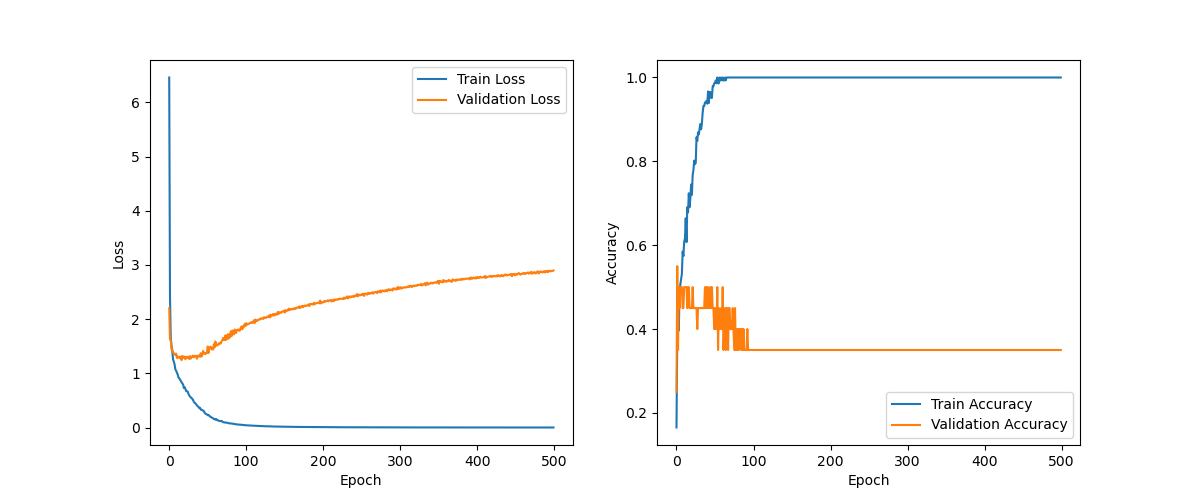 Train Loss
Validation Loss
6
5
4
3
2
1
0
Loss
0 100 200 300 400 500
Epoch
1.0
0.8
0.6
0.4
0.2
Accuracy
Train Accuracy
Validation Accuracy
0 100 200 300 400 500
Epoch